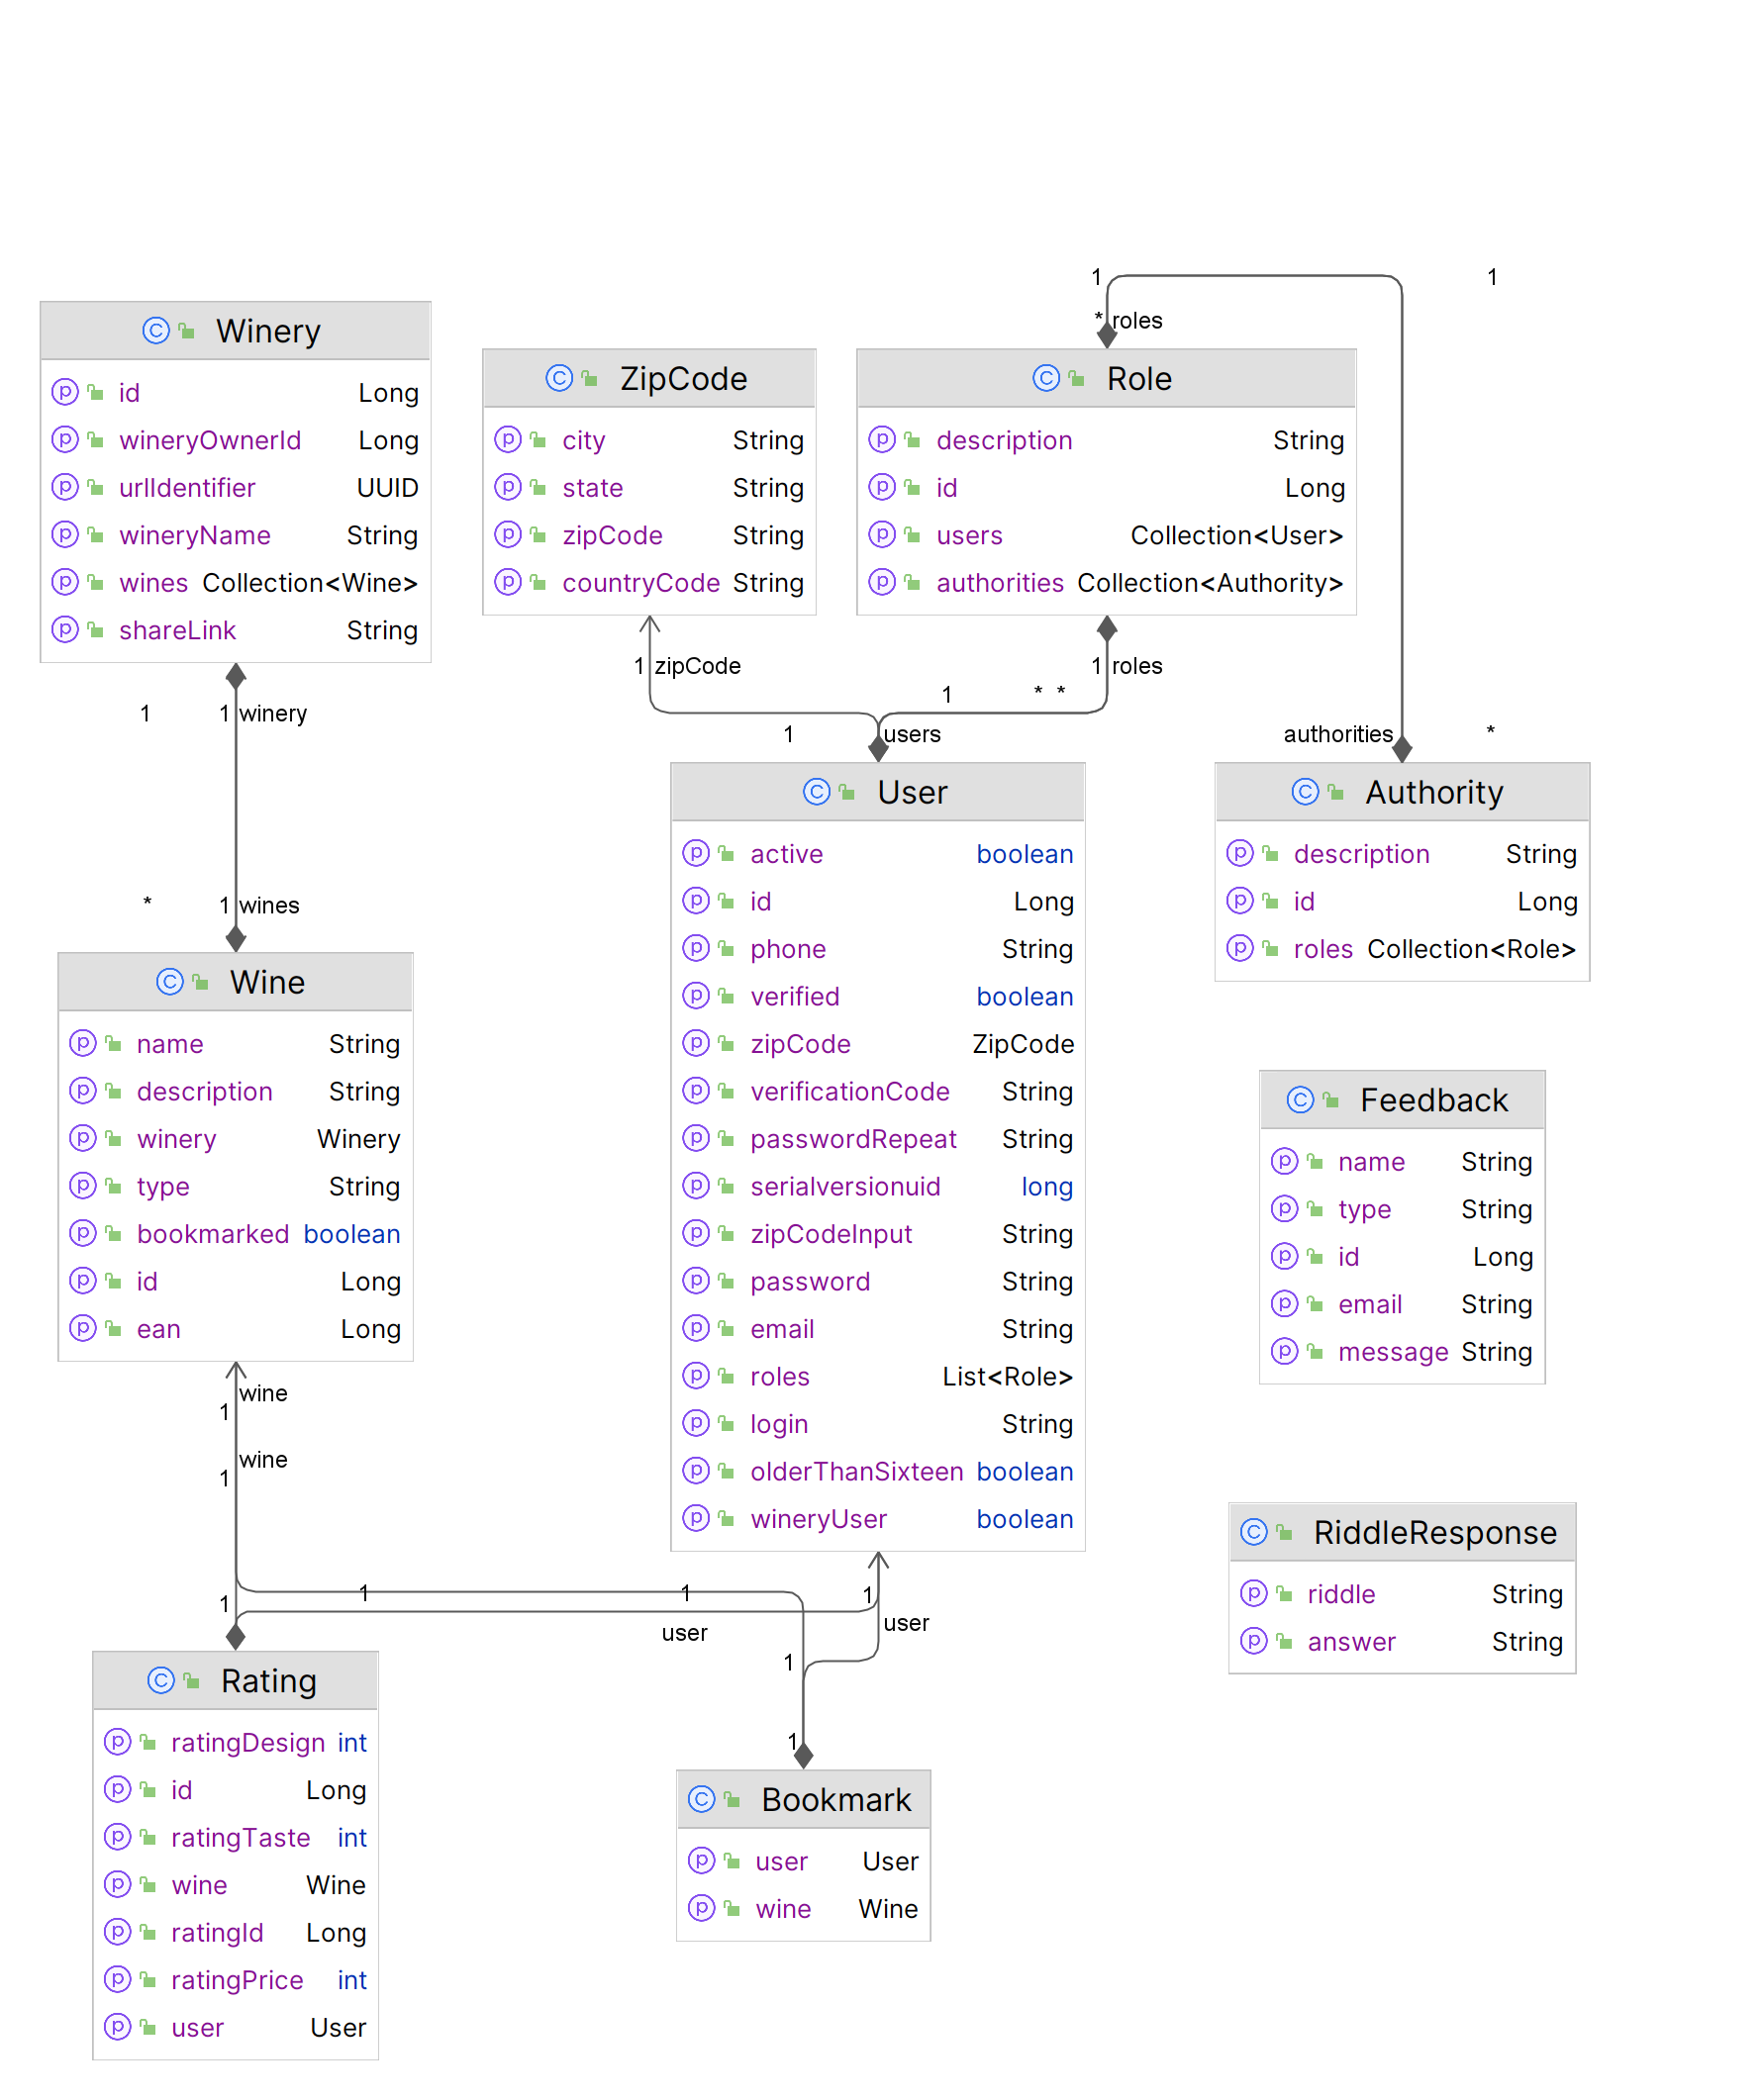 1 1
* roles
Winery
id Long
wineryOwnerId Long
urlIdentifier UUID
wineryName String
wines Collection<Wine>
shareLink String
ZipCode
city String
state String
zipCode String
countryCode String
Role
description String
id Long
users Collection<User>
authorities Collection<Authority>
1 zipCode
1 roles
1 * *
1 1 winery
1 users
authorities *
User
active boolean
id Long
phone String
verified boolean
zipCode ZipCode
verificationCode String
passwordRepeat String
serialversionuid long
zipCodeInput String
password String
email String
roles List<Role>
login String
olderThanSixteen boolean
wineryUser boolean
Authority
description String
id Long
roles Collection<Role>
* 1 wines
Wine
name String
description String
winery Winery
type String
bookmarked boolean
id Long
ean Long
Feedback
name String
type String
id Long
email String
message String
wine
1
wine
1
RiddleResponse
riddle String
answer String
1 1 1 1
user user
1
1
Rating
ratingDesign int
id Long
ratingTaste int
wine Wine
ratingId Long
ratingPrice int
user User
Bookmark
user User
wine Wine